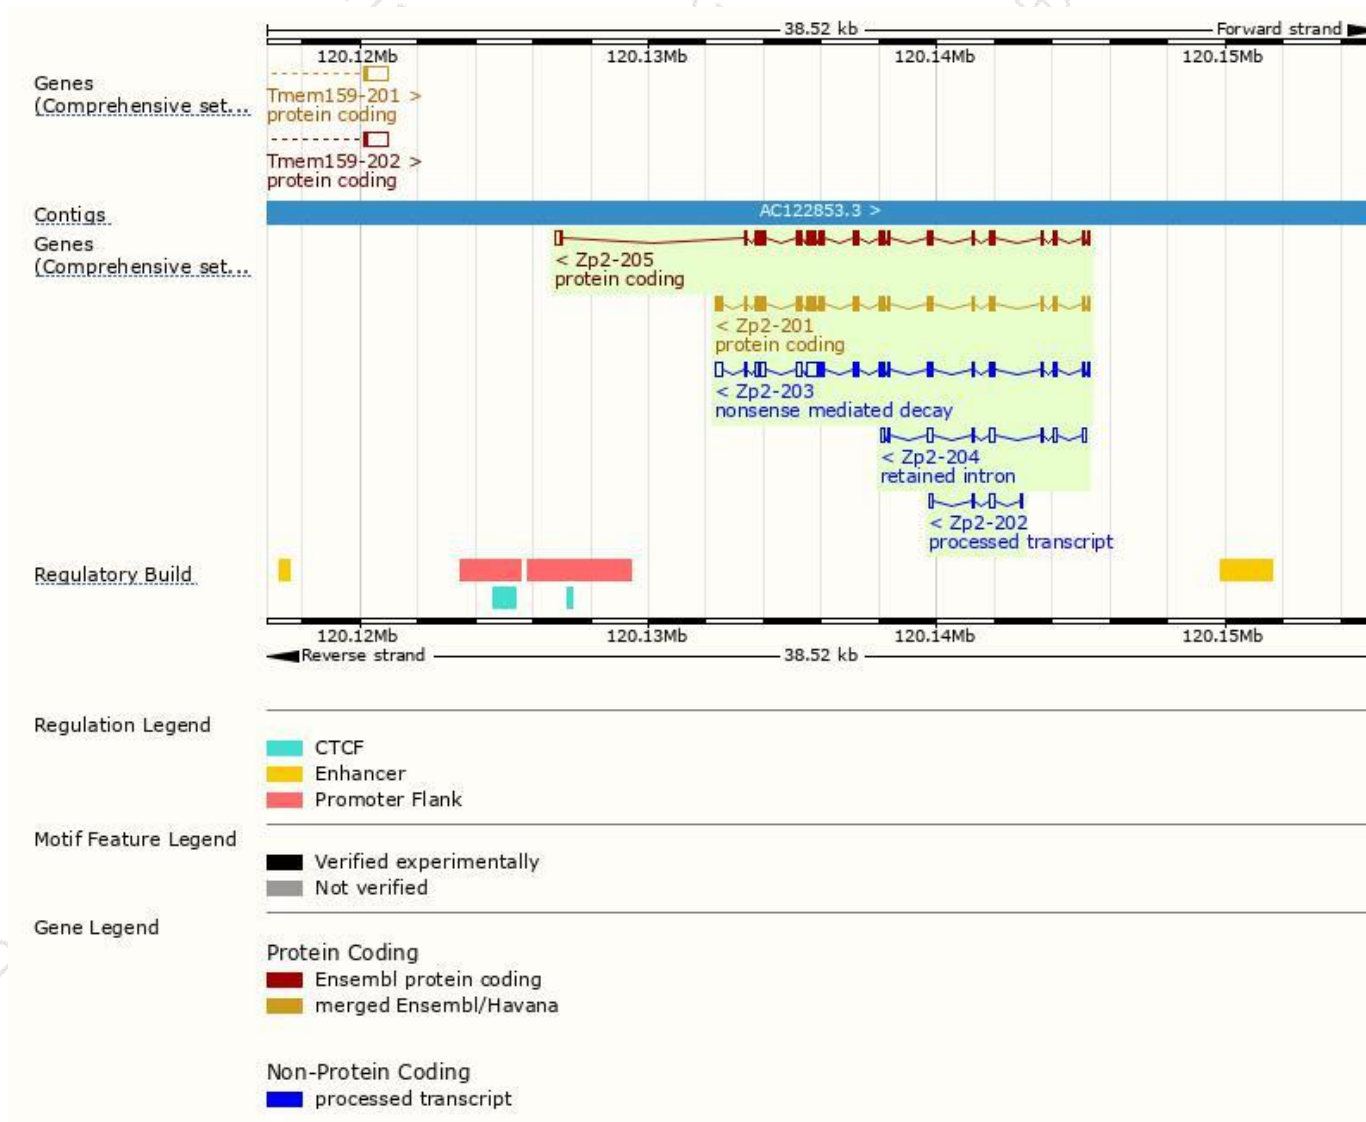 38.52 kb
Forward strand
120.12Mb 120.13Mb 120.14Mb 120.15Mb
Genes
(Comprehensive set...
Tmem159-201 >
protein coding
Tmem159-202 >
protein coding
Contigs
AC122853.3 >
Genes
(Comprehensive set...
< Zp2-205
protein coding
< Zp2-201
protein coding
< Zp2-203
nonsense mediated decay
< Zp2-204
retained intron
< Zp2-202
processed transcript
Regulatory Build
120.12Mb 120.13Mb 120.14Mb 120.15Mb
Reverse strand
38.52 kb
Regulation Legend
CTCF
Enhancer
Promoter Flank
Motif Feature Legend
Verified experimentally
Not verified
Gene Legend
Protein Coding
Ensembl protein coding
merged Ensembl/Havana
Non-Protein Coding
processed transcript